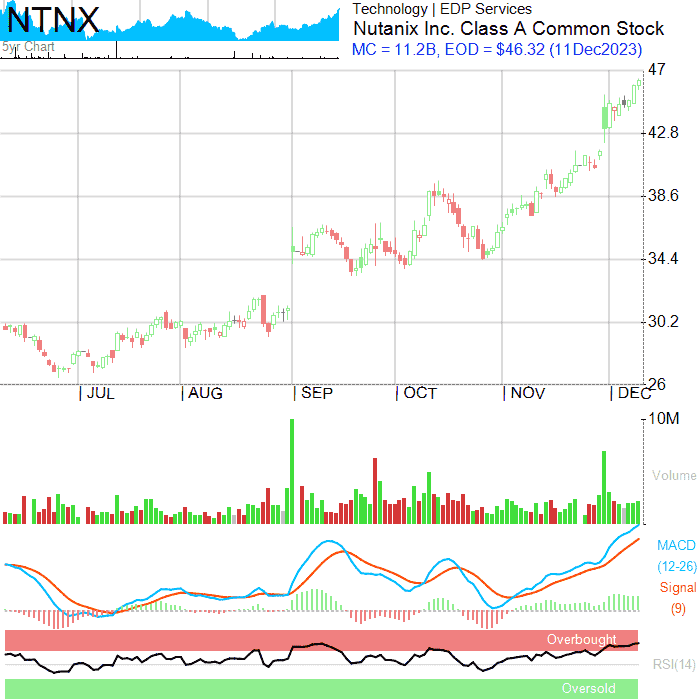 NTNX
5yr Chart
Technology | EDP Services
Nutanix Inc. Class A Common Stock
MC = 11.2B, EOD = $46.32 (11Dec2023)
47
42.8
38.6
34.4
30.2
26
JUL
AUG
SEP
OCT
NOV
DEC
10M
Volume
MACD
(12-26)
Signal
(9)
Overbought
RSI(14)
Oversold